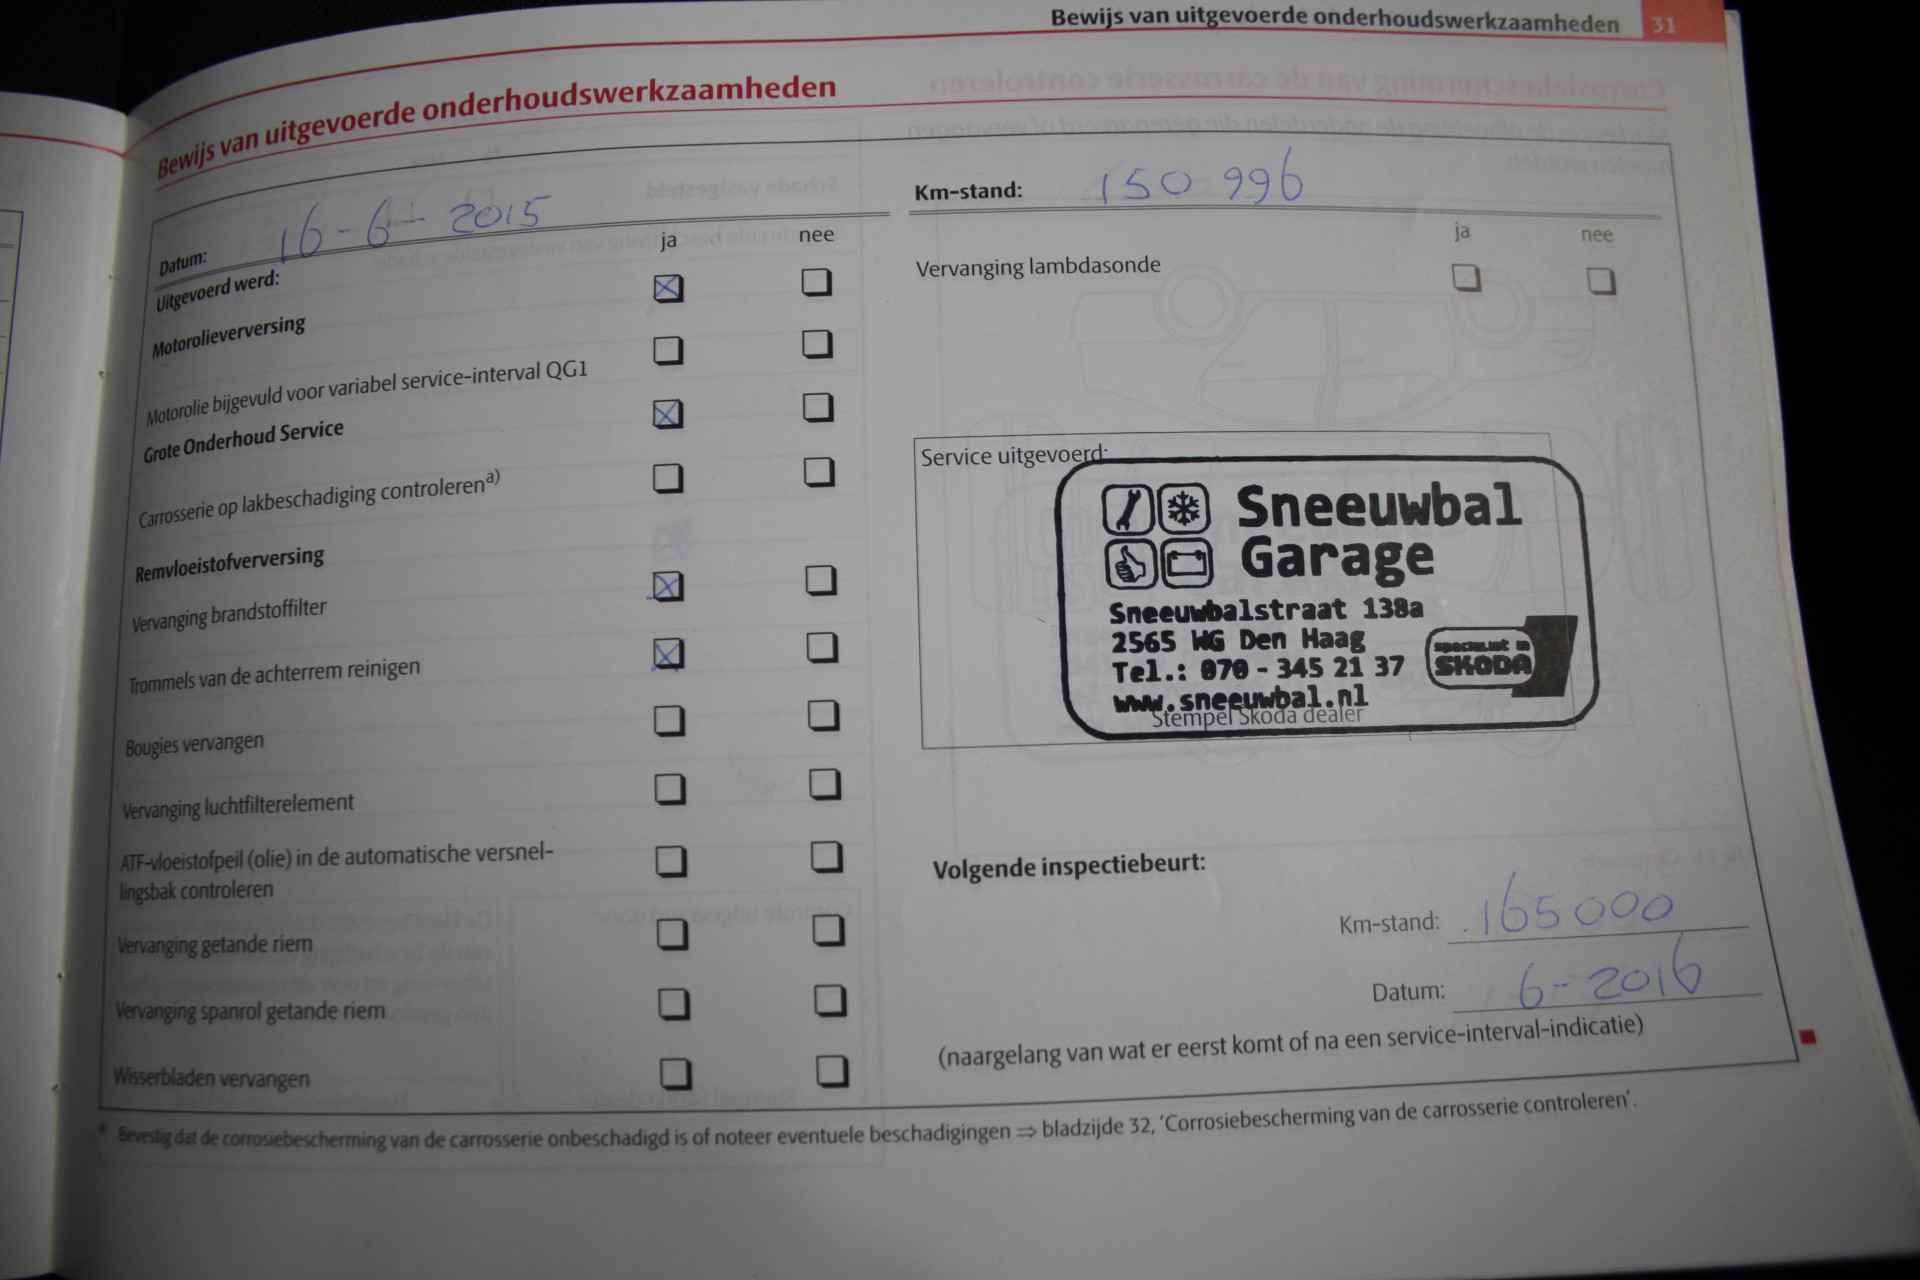 Bewijs van uitgevoerde onderhoudswerkzaamheden 31
Bewijs van uitgevoerde onderhoudswerkzaamheden
Datum: 16-6-2015
Uitgevoerd werd:
ja nee
Motorolieverversing
Motorolie bijgevuld voor variabel service-interval QG1
Grote Onderhoud Service
Carrosserie op lakbeschadiging controleren a)
Remvloeistofverversing
Vervanging brandstoffilter
Trommels van de achterrem reinigen
Bougies vervangen
Vervanging luchtfilterelement
ATF-vloeistofpeil (olie) in de automatische versnel-
lingsbak controleren
Vervanging getande riem
Vervanging spanrol getande riem
Wisserbladen vervangen
Km-stand: 150 996
ja nee
Vervanging lambdasonde
Service uitgevoerd:
Sneeuwbal
Garage
Sneeuwbalstraat 138a
2565 WG Den Haag
Tel.: 070 - 345 21 37
www.sneeuwbal.nl
specialist in
SKODA
Stempel Skoda dealer
Volgende inspectiebeurt:
Km-stand: 165000
Datum: 6-2016
(naargelang van wat er eerst komt of na een service-interval-indicatie)
Bevestig dat de corrosiebescherming van de carrosserie onbeschadigd is of noteer eventuele beschadigingen ⇒ bladzijde 32, 'Corrosiebescherming van de carrosserie controleren'.